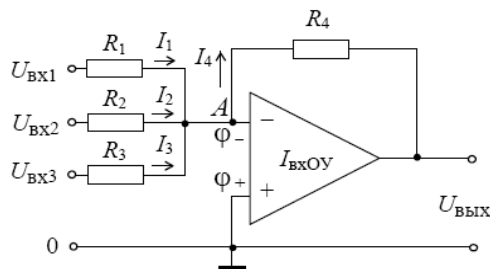 R₁ I₁ R₄
Uвх1 I₄
R₂ I₂ A −
Uвх2 φ− IвхОУ
R₃ I₃
Uвх3 φ+ +
Uвых
0